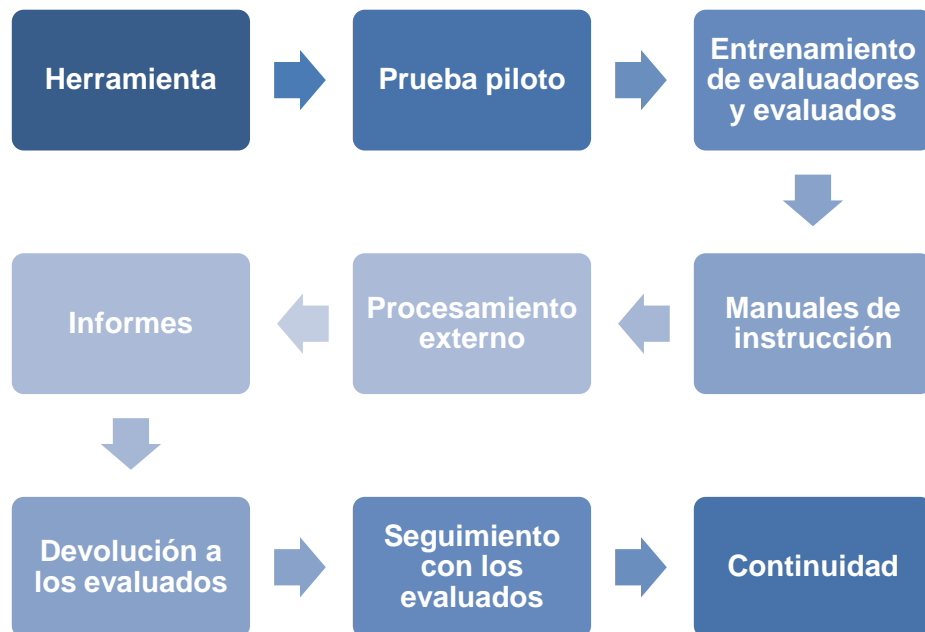 Herramienta
Prueba piloto
Entrenamiento
de evaluadores
y evaluados
Manuales de
instrucción
Procesamiento
externo
Informes
Devolución a
los evaluados
Seguimiento
con los
evaluados
Continuidad